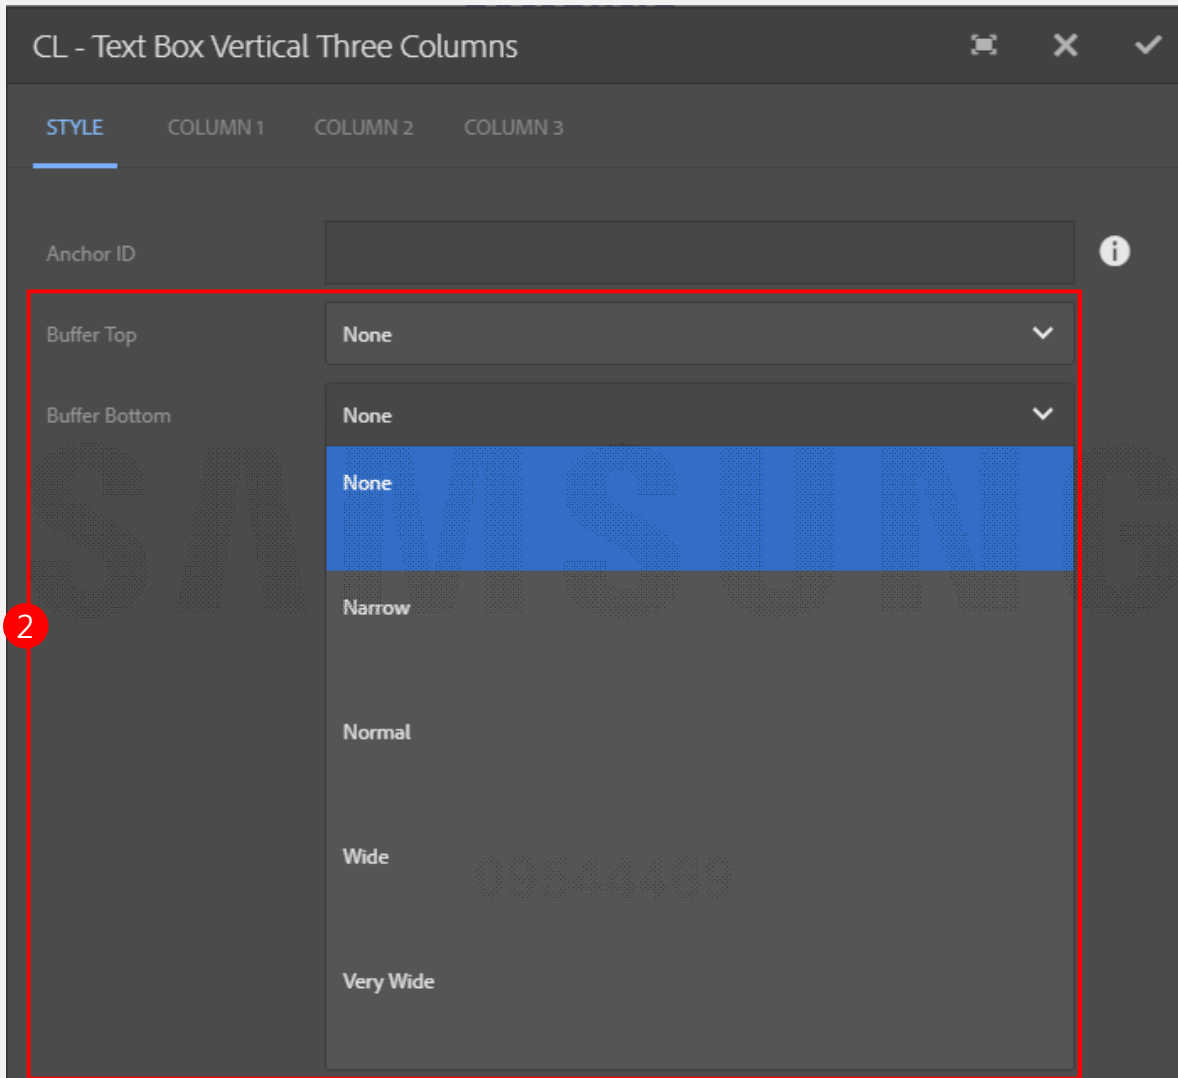 CL - Text Box Vertical Three Columns
STYLE COLUMN 1 COLUMN 2 COLUMN 3
Anchor ID
Buffer Top None
Buffer Bottom None
SAMSUNG
None
2
Narrow
Normal
Wide
09544469
Very Wide